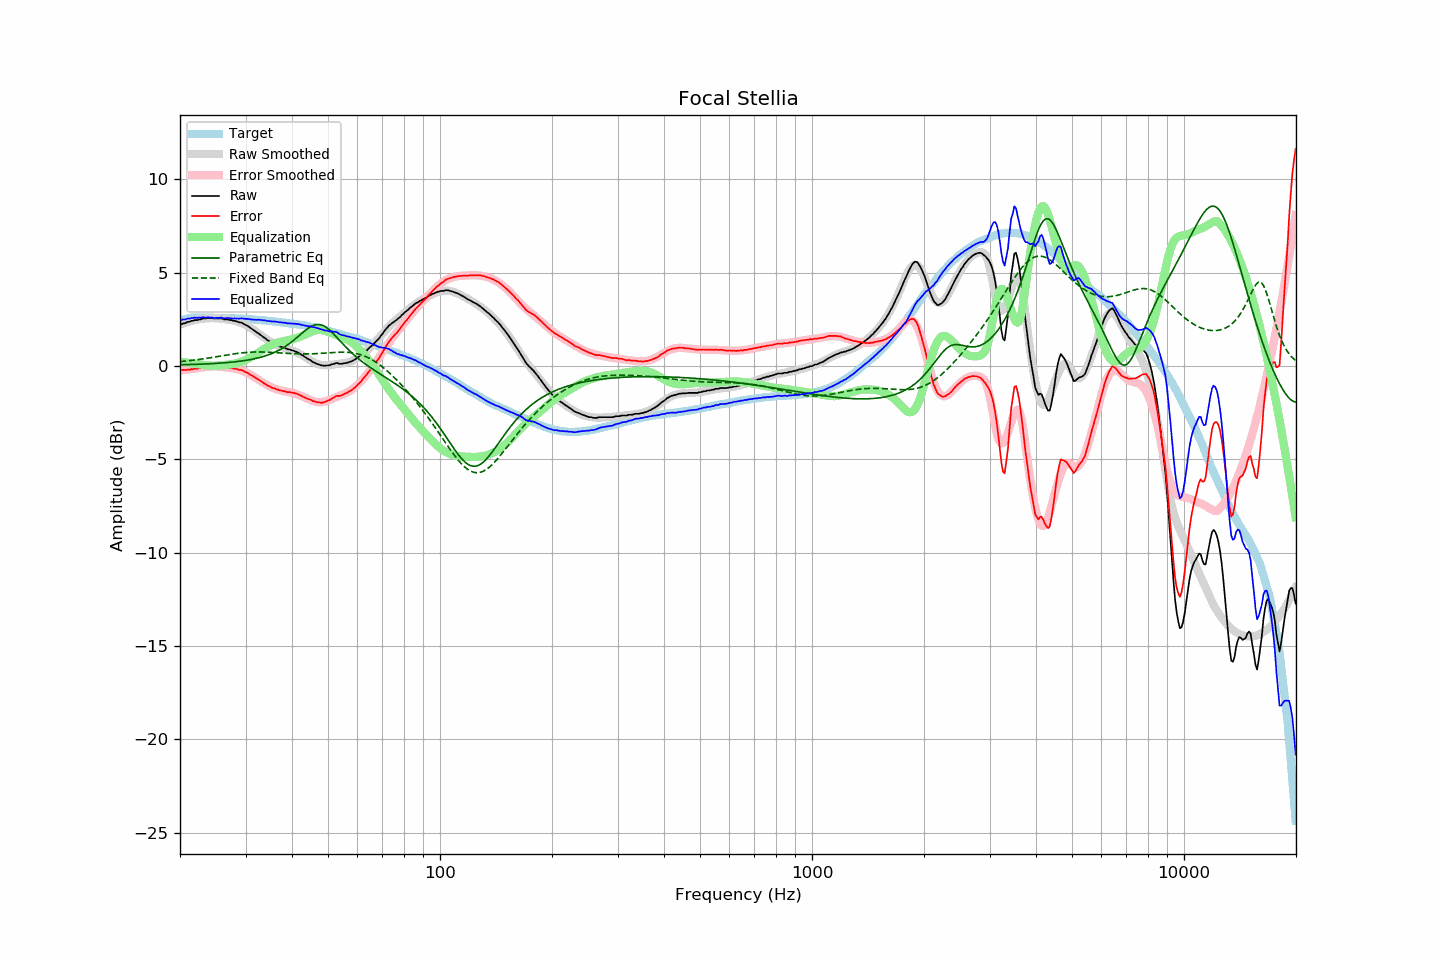 Focal Stellia
Target
Raw Smoothed
Error Smoothed
Raw
Error
Equalization
Parametric Eq
Fixed Band Eq
Equalized
10
5
0
−5
−10
−15
−20
−25
Amplitude (dBr)
100
1000
10000
Frequency (Hz)